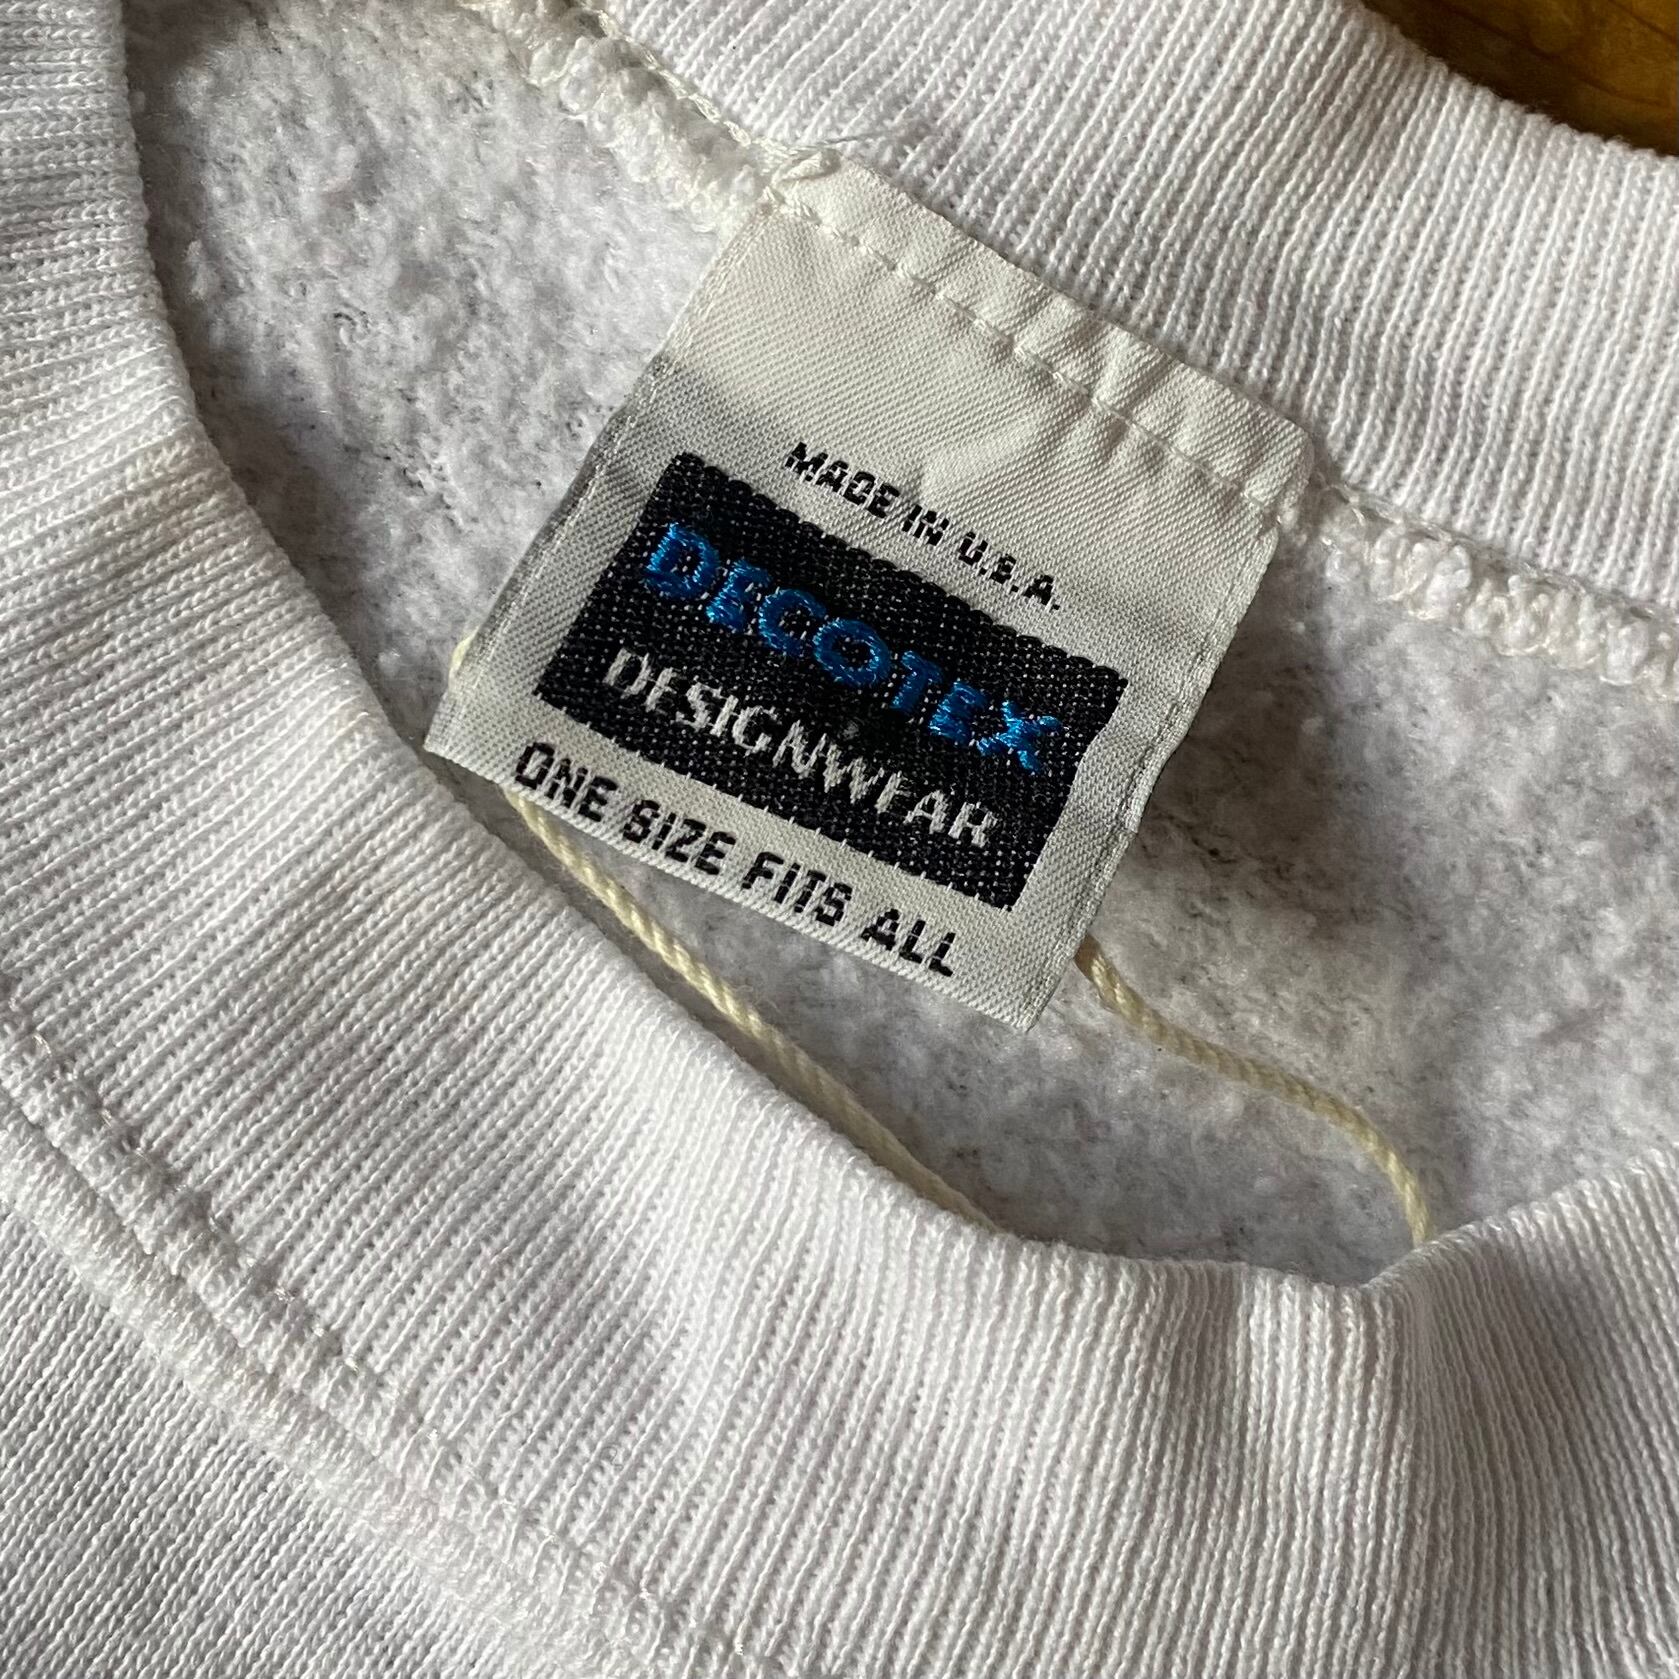 MADE IN U.S.A.
DECOTEX
DESIGNWEAR
ONE SIZE FITS ALL